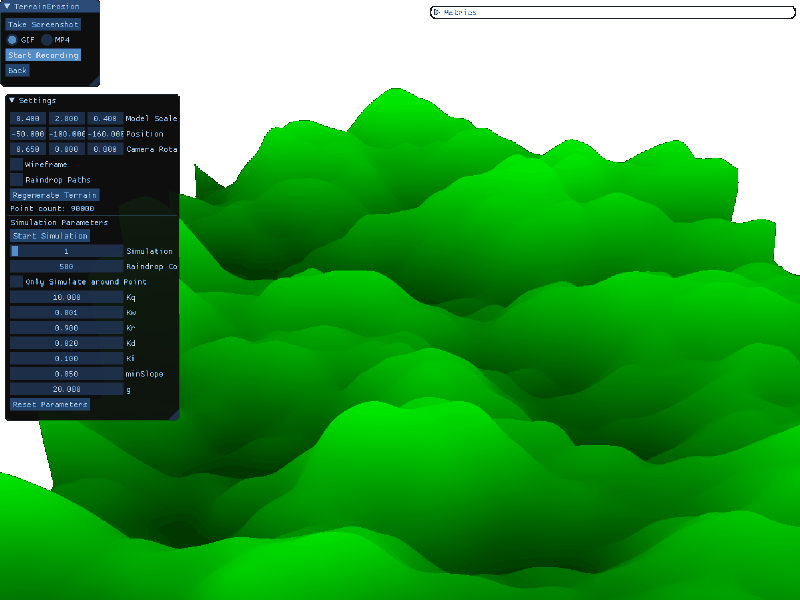 TerrainErosion
Take Screenshot
GIF MP4
Start Recording
Back
Metrics
Settings
0.400 2.000 0.400 Model Scale
-50.000 -100.000 -160.000 Position
0.650 0.000 0.000 Camera Rota
Wireframe
Raindrop Paths
Regenerate Terrain
Point count: 90000
Simulation Parameters
Start Simulation
1 Simulation
500 Raindrop Co
Only Simulate around Point
10.000 Kq
0.001 Kw
0.900 Kr
0.020 Kd
0.100 Ki
0.050 minSlope
20.000 g
Reset Parameters